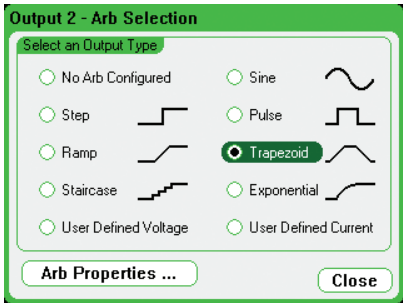 Output 2 - Arb Selection
Select an Output Type
No Arb Configured
Sine
Step
Pulse
Ramp
Trapezoid
Staircase
Exponential
User Defined Voltage
User Defined Current
Arb Properties ...
Close